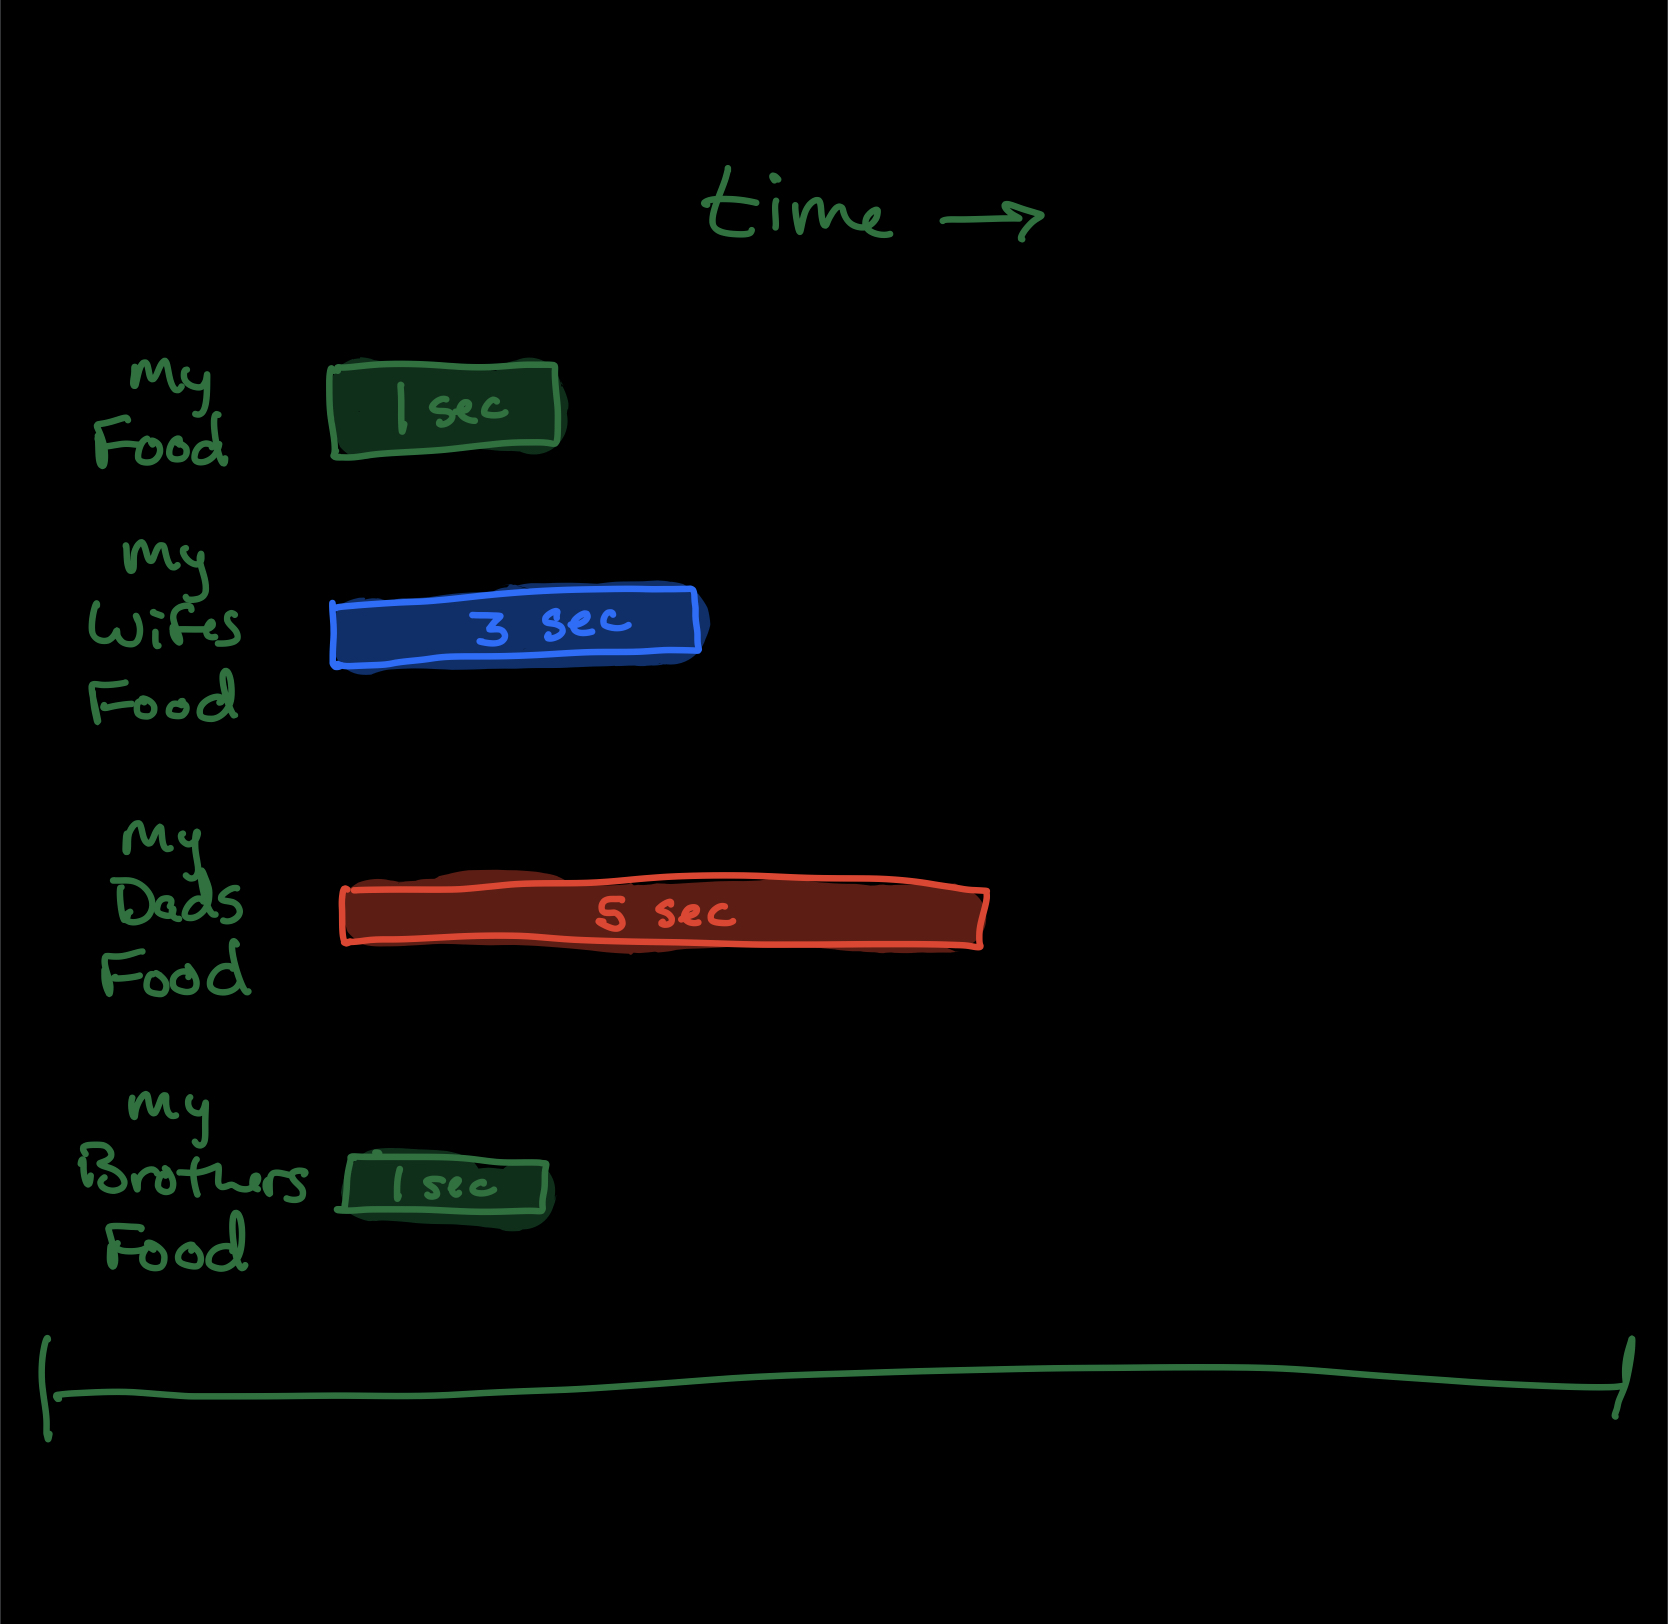 time →
My
Food
1 sec
My
Wifes
Food
3 sec
My
Dads
Food
5 sec
My
Brothers
Food
1 sec